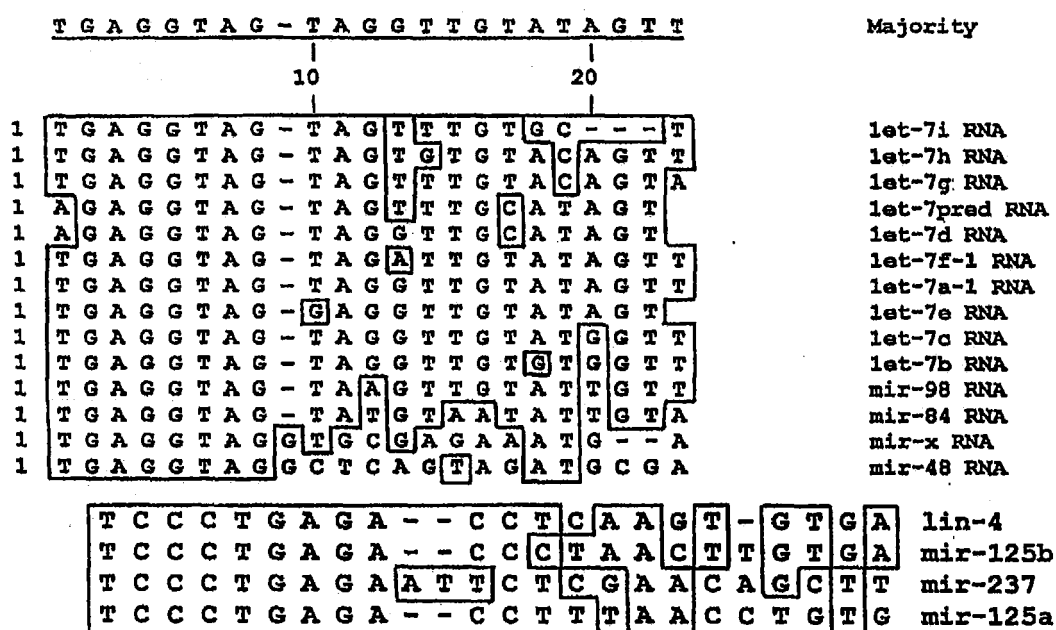 T G A G G T A G - T A G G T T G T A T A G T T Majority
10 20
1 T G A G G T A G - T A G T T T G T G C - - - T let-7i RNA
1 T G A G G T A G - T A G T G T G T A C A G T T let-7h RNA
1 T G A G G T A G - T A G T T T G T A C A G T A let-7g RNA
1 A G A G G T A G - T A G T T T G C A T A G T let-7pred RNA
1 A G A G G T A G - T A G G T T G C A T A G T let-7d RNA
1 T G A G G T A G - T A G A T T G T A T A G T T let-7f-1 RNA
1 T G A G G T A G - T A G G T T G T A T A G T T let-7a-1 RNA
1 T G A G G T A G - G A G G T T G T A T A G T let-7e RNA
1 T G A G G T A G - T A G G T T G T A T G G T T let-7c RNA
1 T G A G G T A G - T A G G T T G T G T G G T T let-7b RNA
1 T G A G G T A G - T A A G T T G T A T T G T T mir-98 RNA
1 T G A G G T A G - T A T G T A A T A T T G T A mir-84 RNA
1 T G A G G T A G G T G C G A G A A A T G - - A mir-x RNA
1 T G A G G T A G G C T C A G T A G A T G C G A mir-48 RNA
T C C C T G A G A - - C C T C A A G T - G T G A lin-4
T C C C T G A G A - - C C C T A A C T T G T G A mir-125b
T C C C T G A G A A T T C T C G A A C A G C T T mir-237
T C C C T G A G A - - C C T T T A A C C T G T G mir-125a